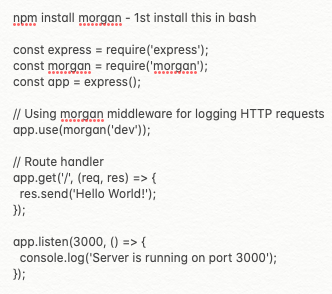 npm install morgan - 1st install this in bash
const express = require('express');
const morgan = require('morgan');
const app = express();
// Using morgan middleware for logging HTTP requests
app.use(morgan('dev'));
// Route handler
app.get('/', (req, res) => {
  res.send('Hello World!');
});
app.listen(3000, () => {
  console.log('Server is running on port 3000');
});